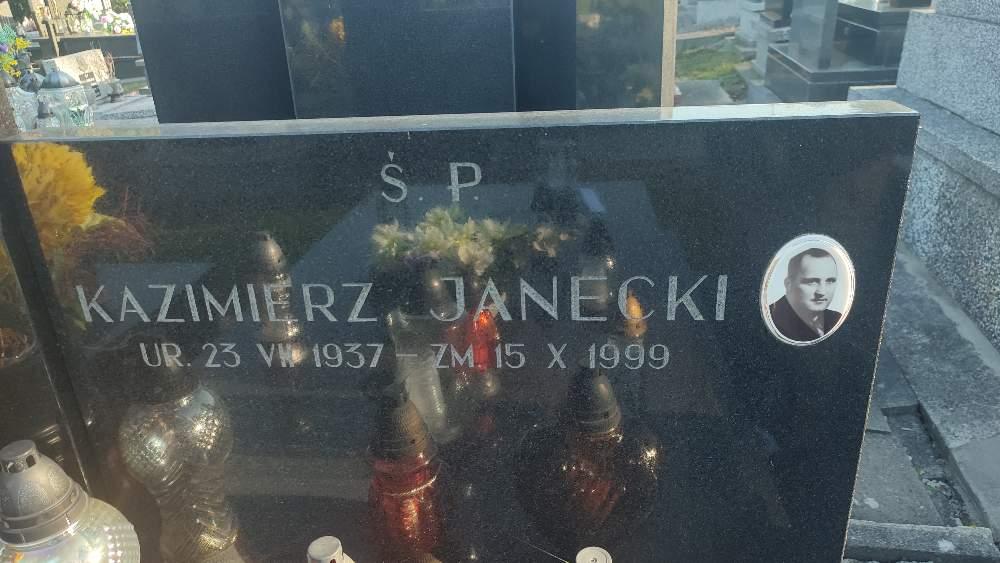 Ś. P.
KAZIMIERZ JANECKI
UR. 23 VII 1937 – ZM 15 X 1999